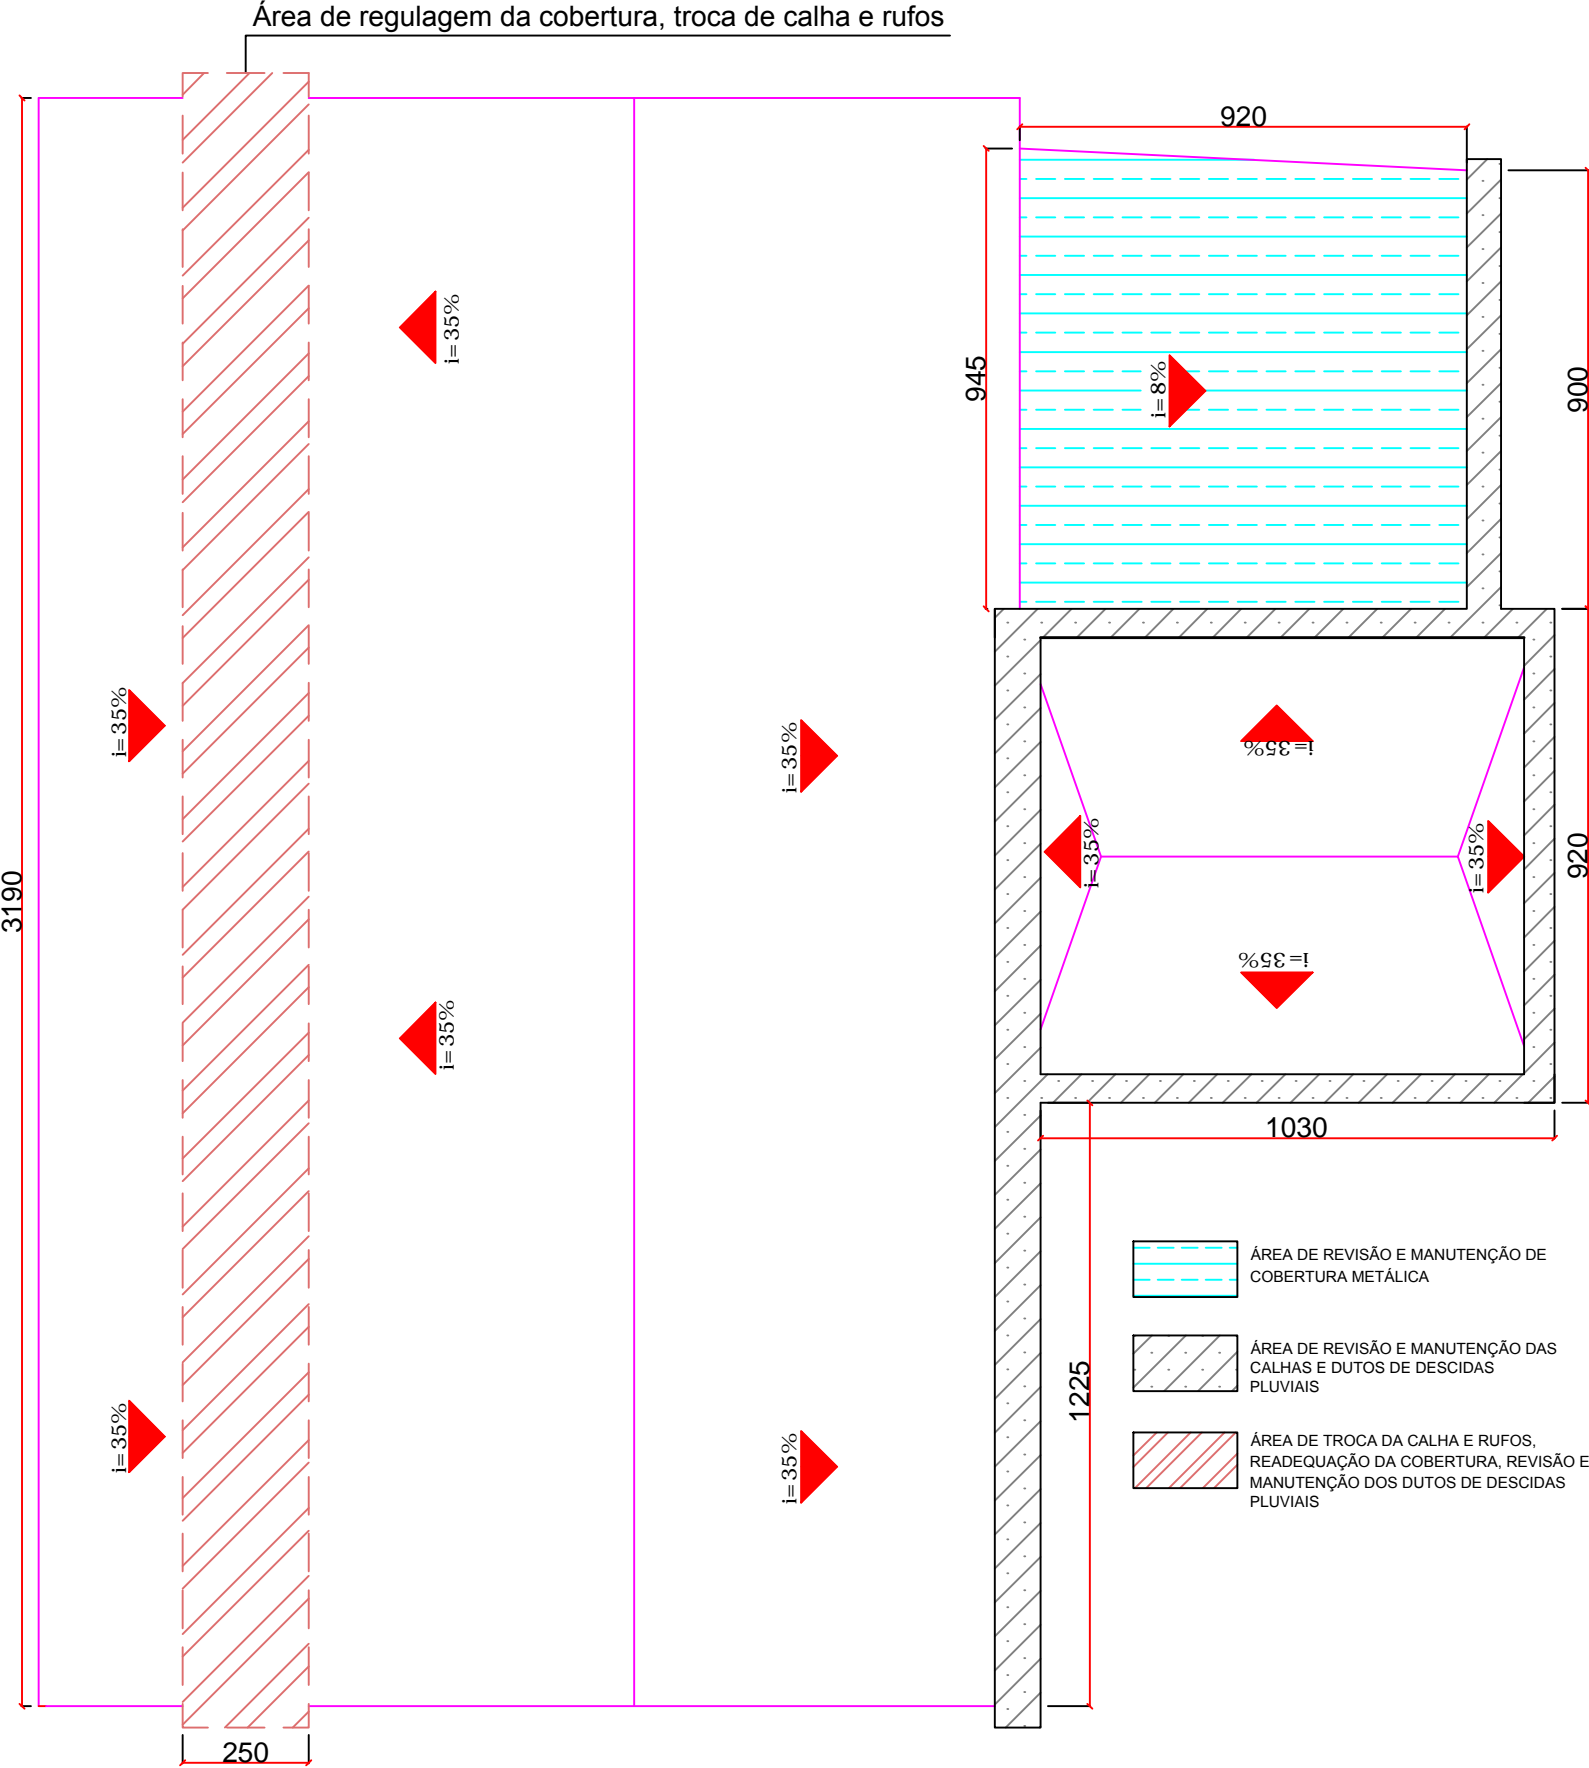 Área de regulagem da cobertura, troca de calha e rufos
920
945
900
i=35%
i=8%
i=35%
i=35%
i=35%
i=35%
i=35%
920
3190
i=35%
i=35%
1030
ÁREA DE REVISÃO E MANUTENÇÃO DE
COBERTURA METÁLICA
ÁREA DE REVISÃO E MANUTENÇÃO DAS
CALHAS E DUTOS DE DESCIDAS
PLUVIAIS
1225
i=35%
i=35%
ÁREA DE TROCA DA CALHA E RUFOS,
READEQUAÇÃO DA COBERTURA, REVISÃO E
MANUTENÇÃO DOS DUTOS DE DESCIDAS
PLUVIAIS
250